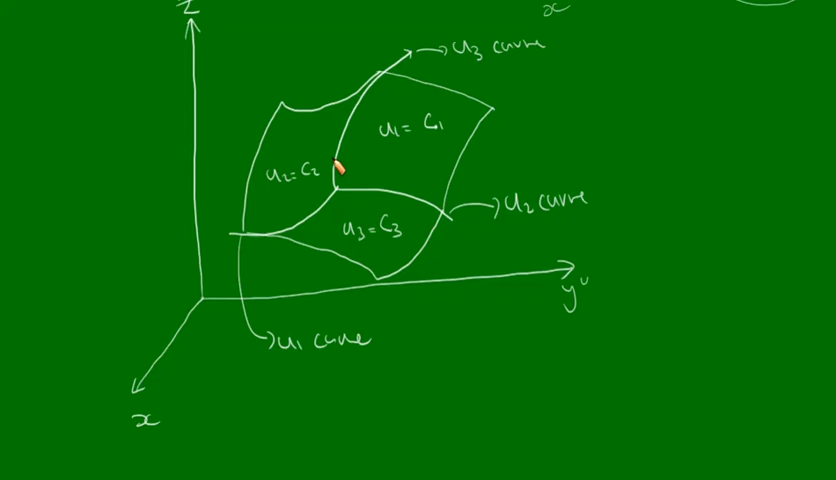 z
x
u3 curve
u1 = C1
u2 = C2
u2 curve
u3 = C3
y
u1 curve
x